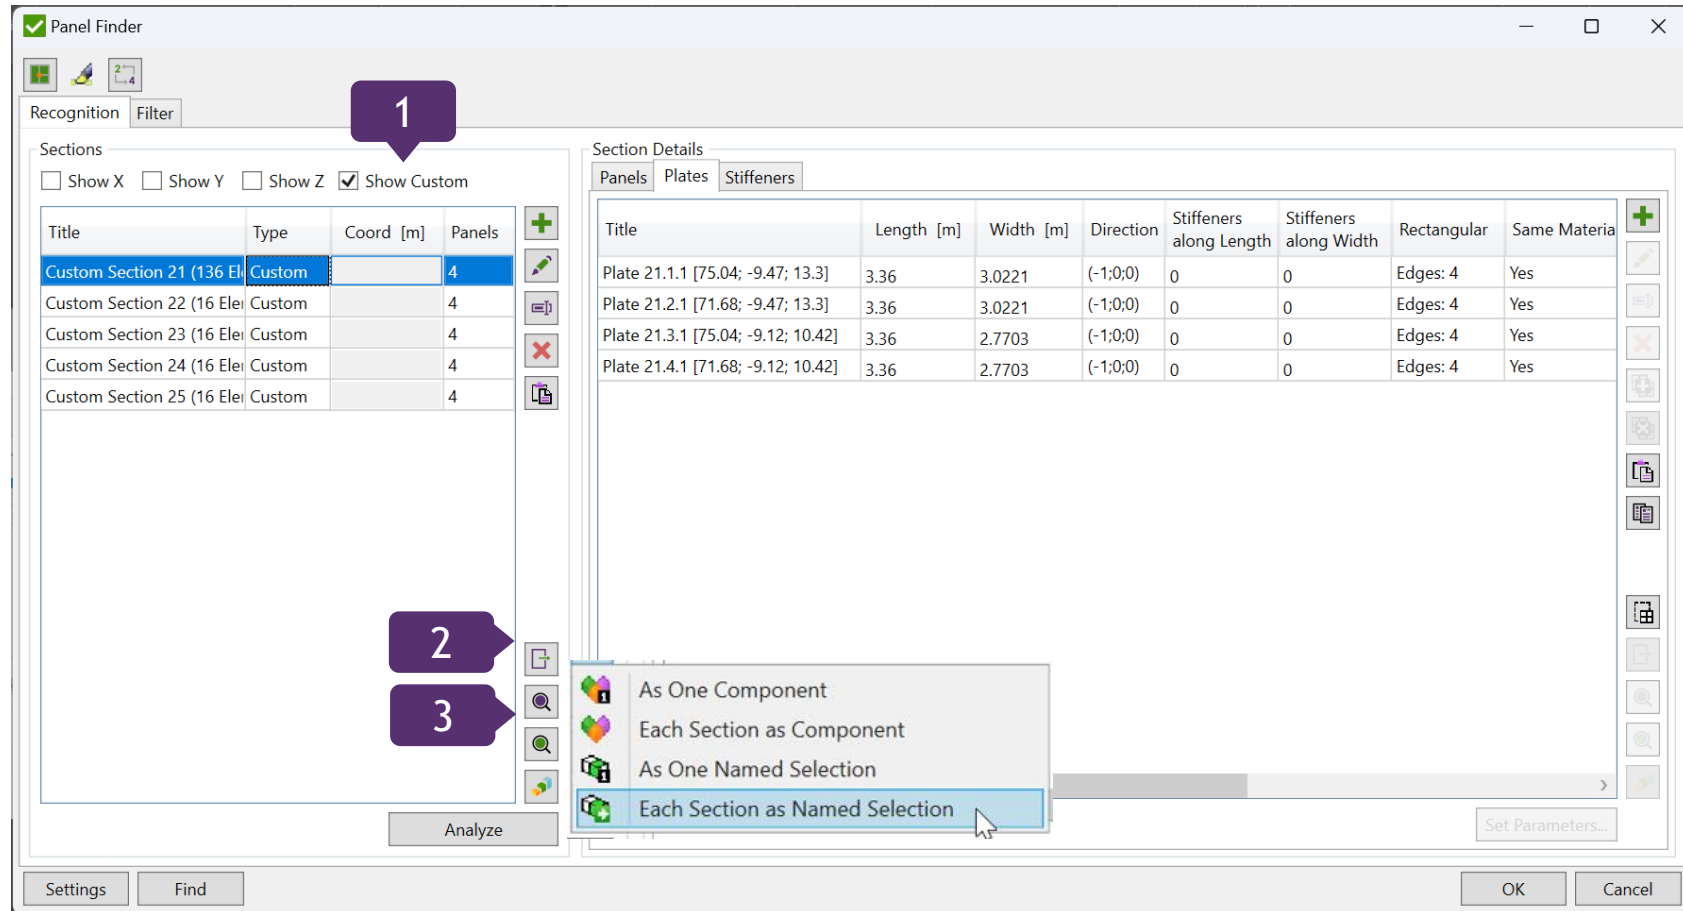 Panel Finder
Recognition Filter
1
Sections
Show X Show Y Show Z Show Custom
Title Type Coord [m] Panels
Custom Section 21 (136 El Custom 4
Custom Section 22 (16 Ele Custom 4
Custom Section 23 (16 Ele Custom 4
Custom Section 24 (16 Ele Custom 4
Custom Section 25 (16 Ele Custom 4
2
3
Analyze
Section Details
Panels Plates Stiffeners
Title Length [m] Width [m] Direction Stiffeners along Length Stiffeners along Width Rectangular Same Materia
Plate 21.1.1 [75.04; -9.47; 13.3] 3.36 3.0221 (-1;0;0) 0 0 Edges: 4 Yes
Plate 21.2.1 [71.68; -9.47; 13.3] 3.36 3.0221 (-1;0;0) 0 0 Edges: 4 Yes
Plate 21.3.1 [75.04; -9.12; 10.42] 3.36 2.7703 (-1;0;0) 0 0 Edges: 4 Yes
Plate 21.4.1 [71.68; -9.12; 10.42] 3.36 2.7703 (-1;0;0) 0 0 Edges: 4 Yes
As One Component
Each Section as Component
As One Named Selection
Each Section as Named Selection
Set Parameters...
Settings Find OK Cancel